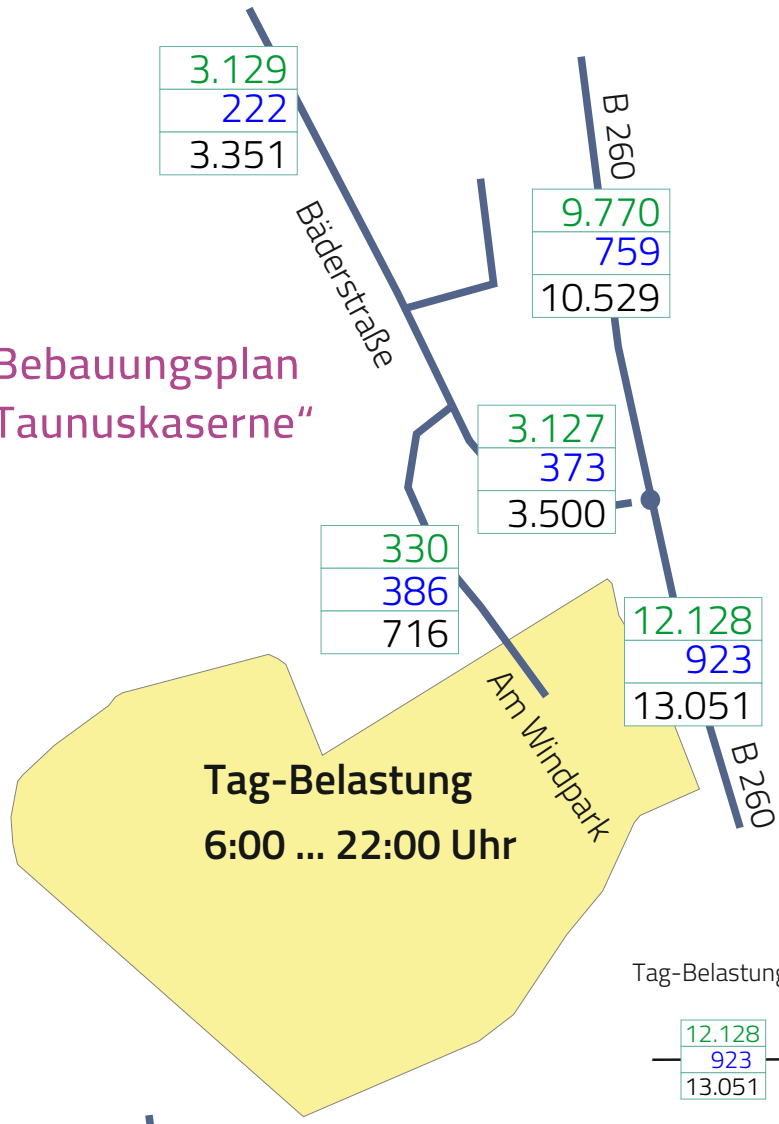 3.129
222
3.351
B 260
9.770
759
10.529
Bäderstraße
Bebauungsplan
Taunuskaserne“
3.127
373
3.500
330
386
716
12.128
923
13.051
Am Windpark
B 260
Tag-Belastung
6:00 ... 22:00 Uhr
Tag-Belastung
12.128
923
13.051